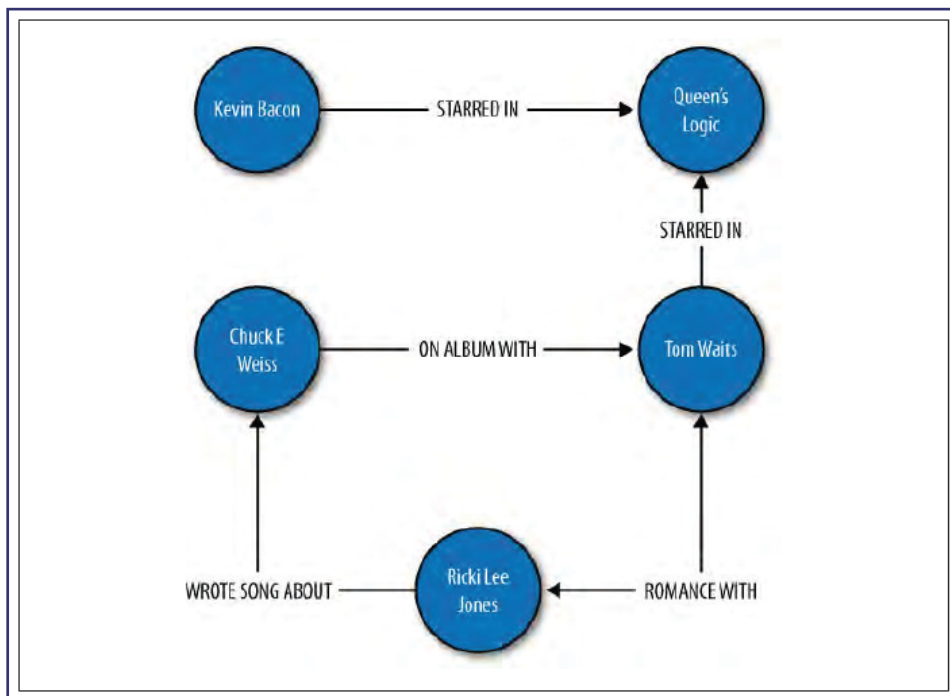 Kevin Bacon
STARRED IN
Queen's
Logic
STARRED IN
Chuck E
Weiss
ON ALBUM WITH
Tom Waits
WROTE SONG ABOUT
Ricki Lee
Jones
ROMANCE WITH